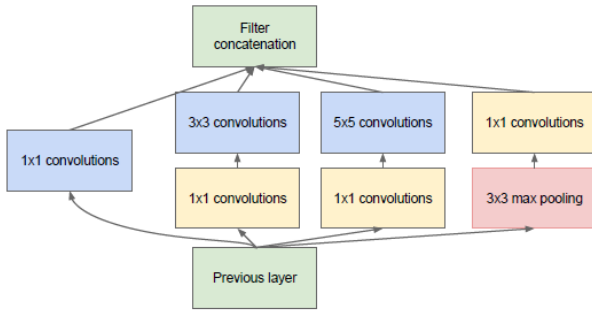 Filter
concatenation
3x3 convolutions
5x5 convolutions
1x1 convolutions
1x1 convolutions
1x1 convolutions
1x1 convolutions
3x3 max pooling
Previous layer